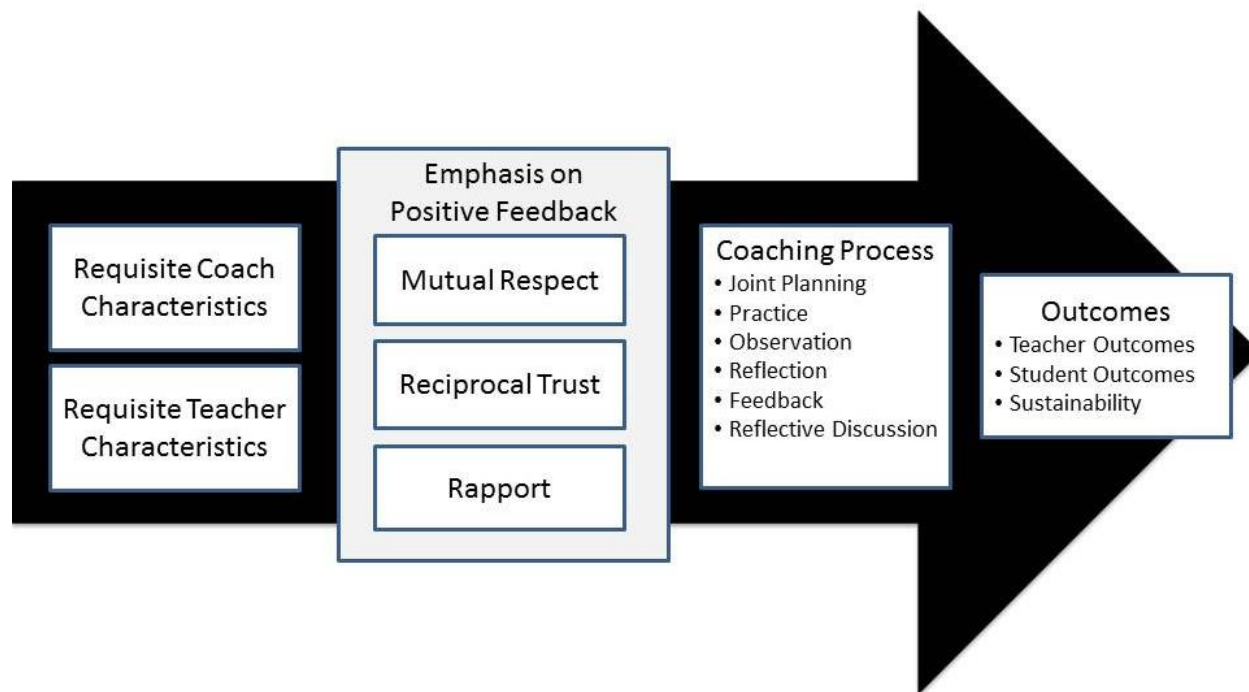 Requisite Coach
Characteristics
Requisite Teacher
Characteristics
Emphasis on
Positive Feedback
Mutual Respect
Reciprocal Trust
Rapport
Coaching Process
• Joint Planning
• Practice
• Observation
• Reflection
• Feedback
• Reflective Discussion
Outcomes
• Teacher Outcomes
• Student Outcomes
• Sustainability